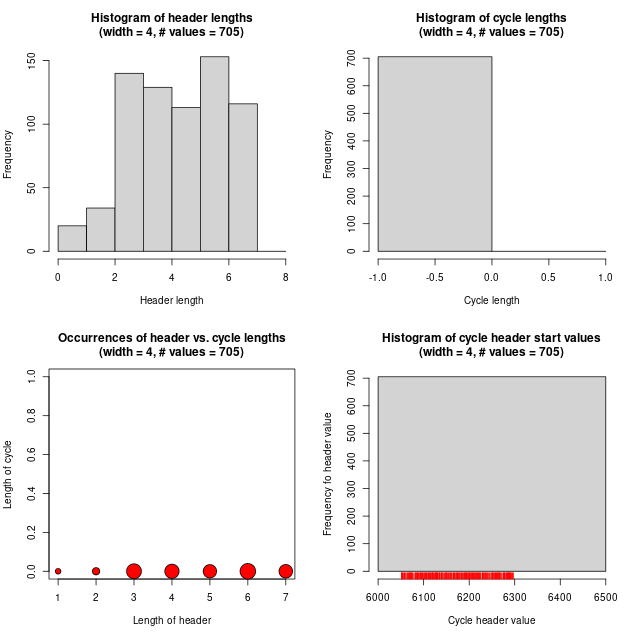 Histogram of header lengths
(width = 4, # values = 705)
Frequency
150
100
50
0
0 2 4 6 8
Header length
Histogram of cycle lengths
(width = 4, # values = 705)
Frequency
700
600
500
400
300
200
100
0
-1.0 -0.5 0.0 0.5 1.0
Cycle length
Occurrences of header vs. cycle lengths
(width = 4, # values = 705)
Length of cycle
1.0
0.8
0.6
0.4
0.2
0.0
1 2 3 4 5 6 7
Length of header
Histogram of cycle header start values
(width = 4, # values = 705)
Frequency fo header value
700
600
500
400
300
200
100
0
6000 6100 6200 6300 6400 6500
Cycle header value